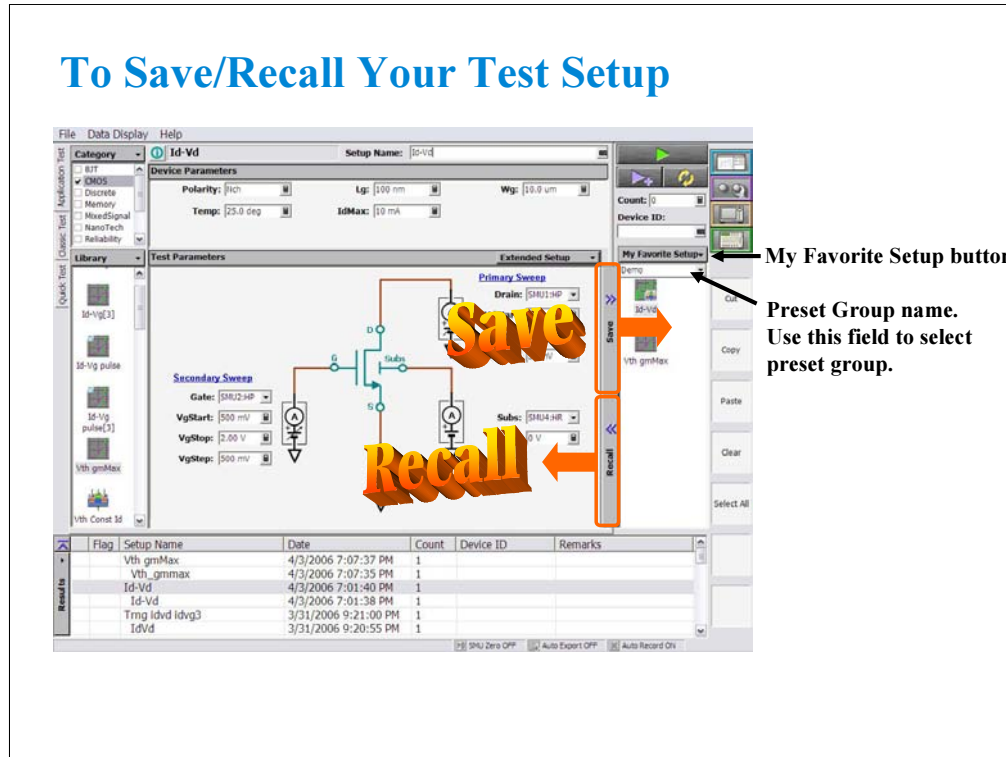 To Save/Recall Your Test Setup
File Data Display Help
Application Test
Classic Test
Quick Test
Category
BJT
CMOS
Discrete
Memory
MixedSignal
NanoTech
Reliability
Id-Vd
Setup Name: Id-Vd
Device Parameters
Polarity: Nch
Lg: 100 nm
Wg: 10.0 um
Temp: 25.0 deg
IdMax: 10 mA
Count: 0
Device ID:
Library
Id-Vg[3]
Id-Vg pulse
Id-Vg
pulse[3]
Vth gmMax
Vth Const Id
Test Parameters
Extended Setup
Primary Sweep
Drain: SMU1:HP
D
G
Subs
S
A
A
Secondary Sweep
Gate: SMU2:HP
VgStart: 500 mV
VgStop: 2.00 V
VgStep: 500 mV
Subs: SMU4:HR
0 V
Save
Recall
Save
Recall
My Favorite Setup
Demo
Id-Vd
Vth gmMax
Cut
Copy
Paste
Clear
Select All
My Favorite Setup button
Preset Group name.
Use this field to select
preset group.
Results
Flag Setup Name Date Count Device ID Remarks
Vth gmMax 4/3/2006 7:07:37 PM 1
Vth_gmmax 4/3/2006 7:07:35 PM 1
Id-Vd 4/3/2006 7:01:40 PM 1
Id-Vd 4/3/2006 7:01:38 PM 1
Trng idvd idvg3 3/31/2006 9:21:00 PM 1
IdVd 3/31/2006 9:20:55 PM 1
SMU Zero OFF Auto Export OFF Auto Record ON